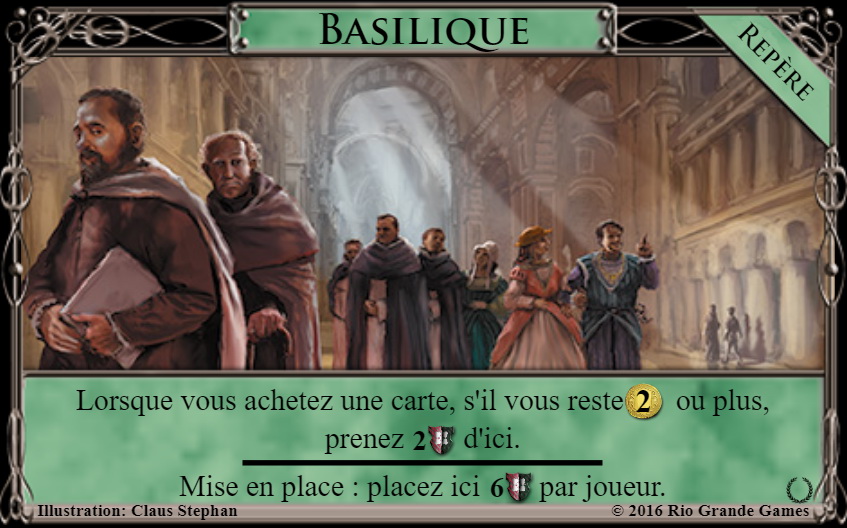 BASILIQUE
REPÈRE
Lorsque vous achetez une carte, s'il vous reste 2 ou plus,
prenez 2 d'ici.
Mise en place : placez ici 6 par joueur.
Illustration: Claus Stephan
© 2016 Rio Grande Games